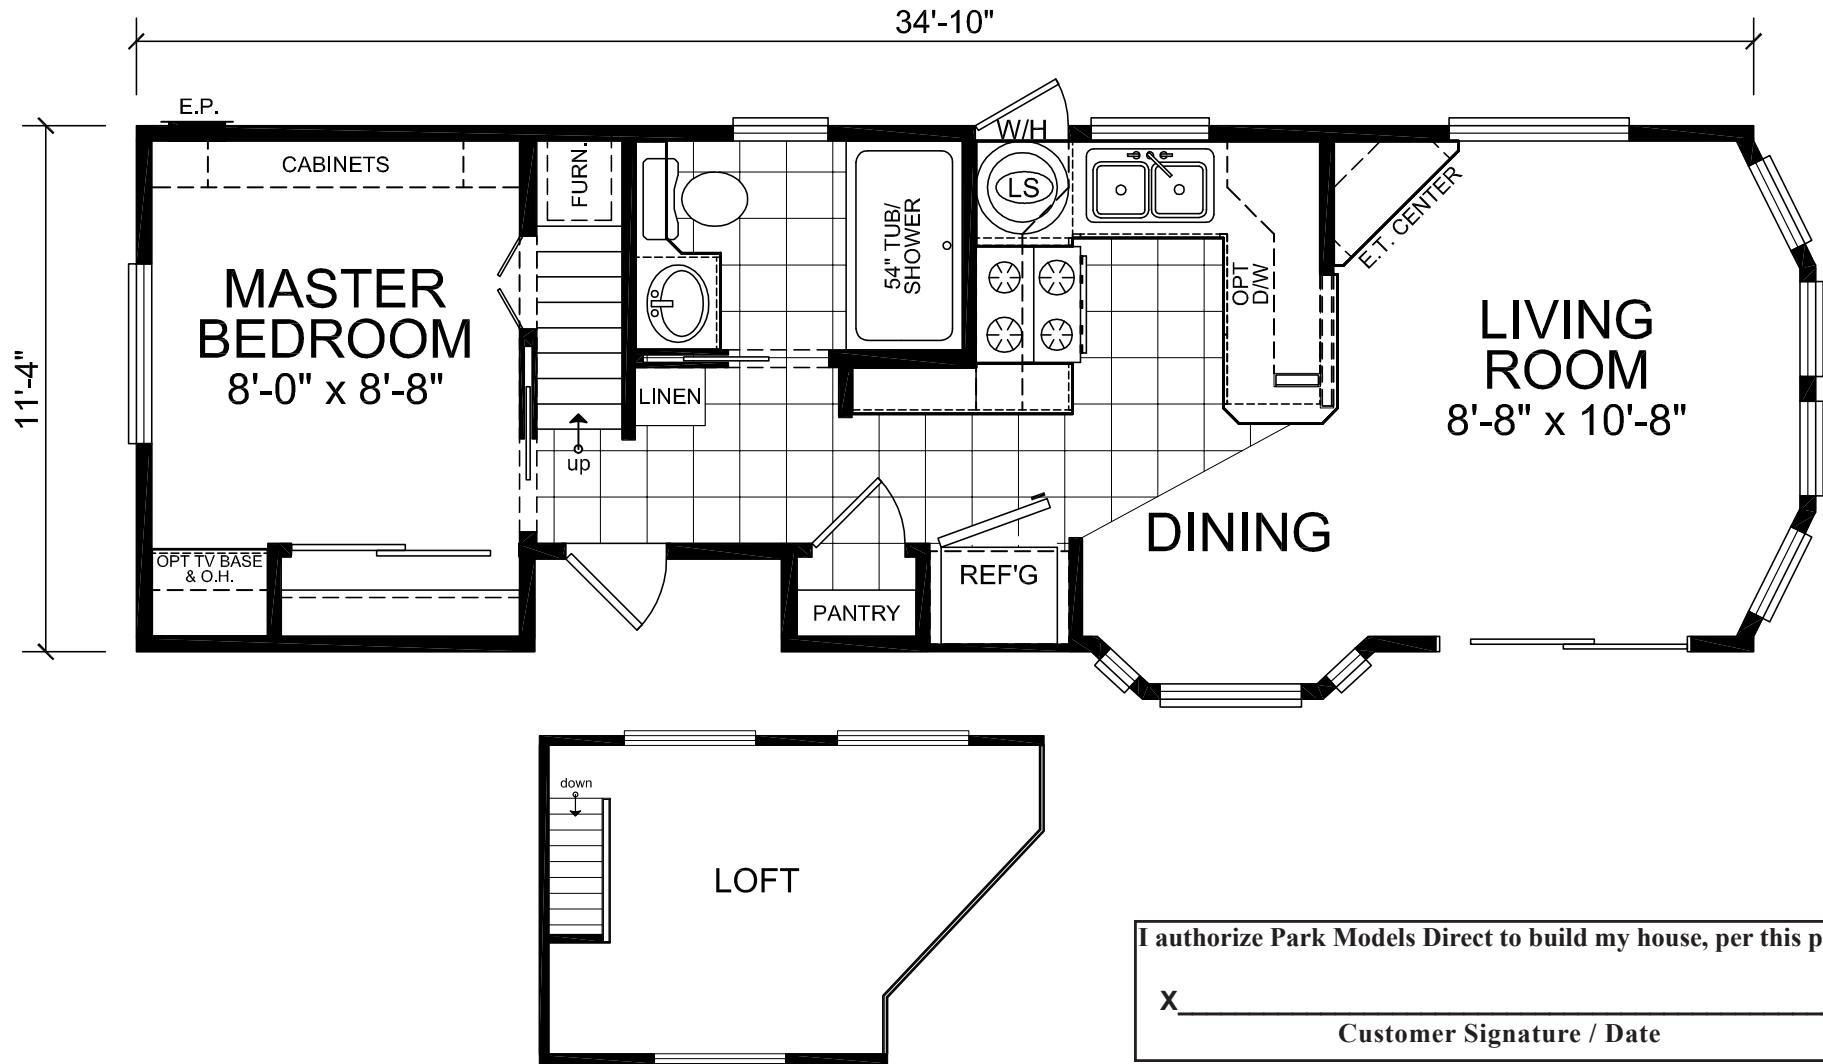 34'-10"
E.P.
W/H
11'-4"
CABINETS
FURN.
54" TUB/
SHOWER
LS
OPT
D/W
E.T. CENTER
MASTER
BEDROOM
8'-0" x 8'-8"
LINEN
up
LIVING
ROOM
8'-8" x 10'-8"
DINING
OPT TV BASE
& O.H.
PANTRY
REF'G
down
LOFT
I authorize Park Models Direct to build my house, per this p
x
Customer Signature / Date